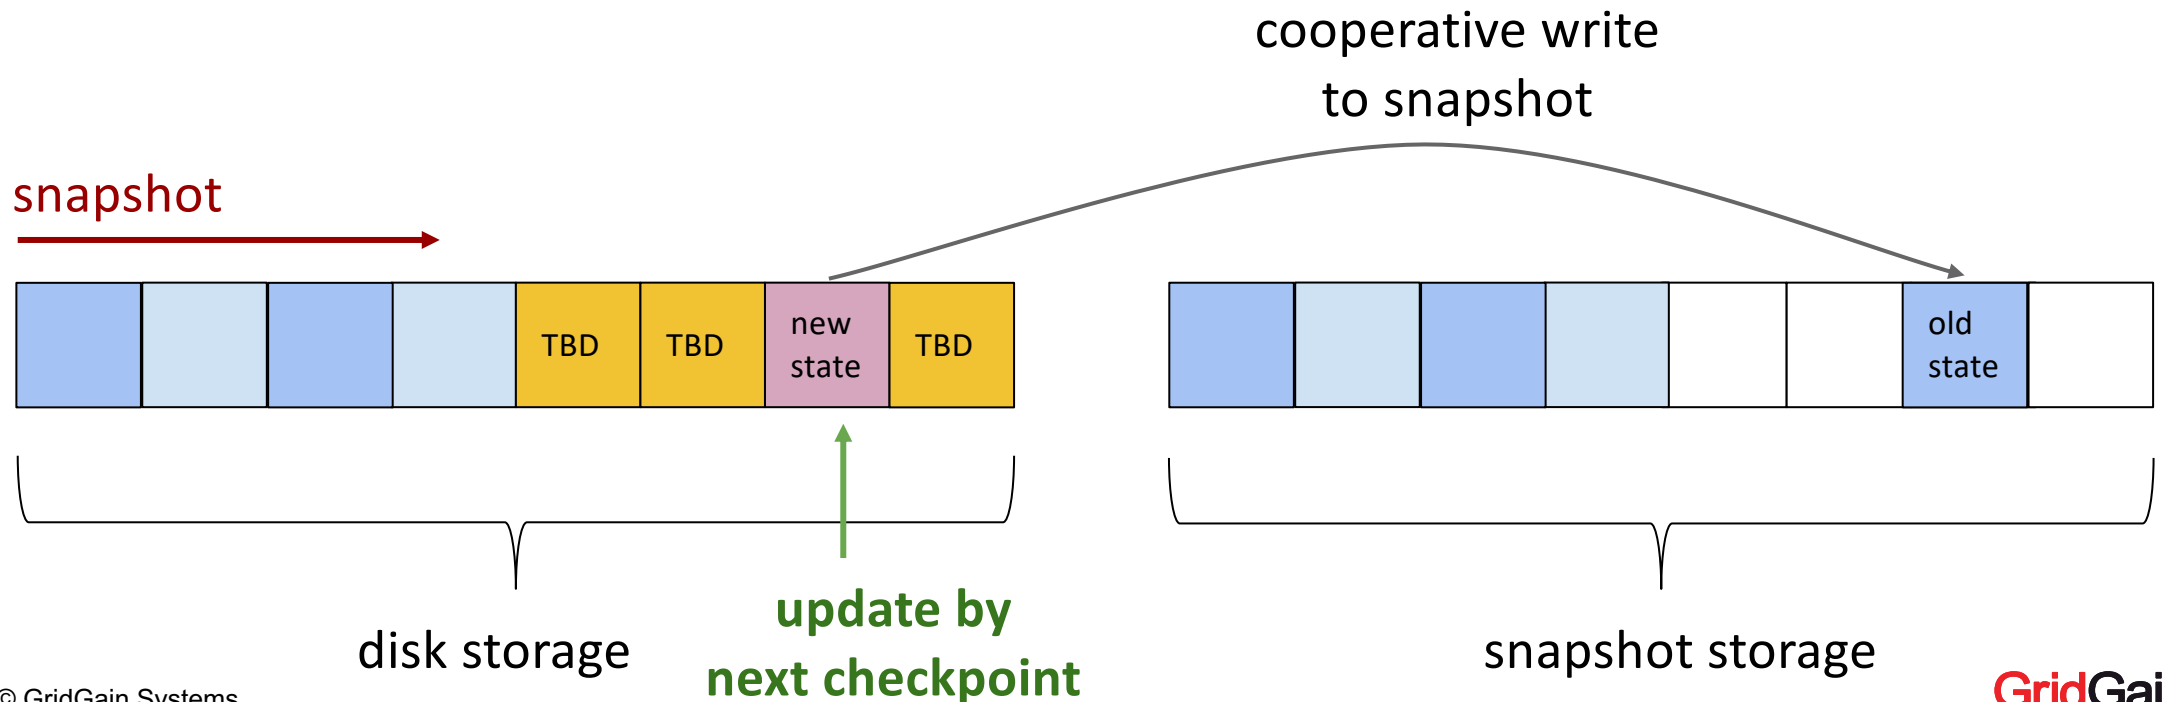 cooperative write
to snapshot
snapshot
TBD
TBD
new
state
TBD
old
state
update by
next checkpoint
disk storage
snapshot storage
© GridGain Systems
GridGai